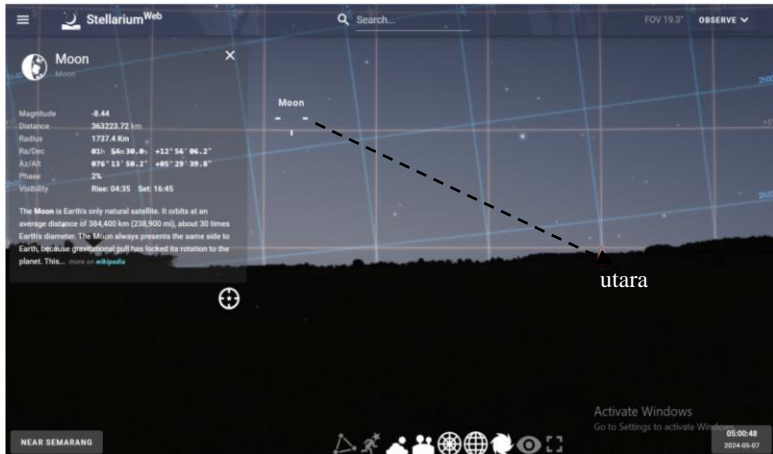 Stellarium Web
Search...
FOV 19.3°
OBSERVE
Moon
Moon
Magnitude -8.44
Distance 363223.72 km
Radius 1737.4 Km
Ra/Dec 01h 54m 30.0s +12° 56' 06.2"
Az/Alt 076° 13' 50.2" +05° 29' 39.8"
Phase 2%
Visibility Rise: 04:35 Set: 16:45
The Moon is Earth's only natural satellite. It orbits at an
average distance of 384,400 km (238,900 mi), about 30 times
Earth's diameter. The Moon always presents the same side to
Earth, because gravitational pull has locked its rotation to the
planet. This... more on wikipedia
Moon
utara
Activate Windows
Go to Settings to activate Windows.
NEAR SEMARANG
05:00:48
2024-05-07